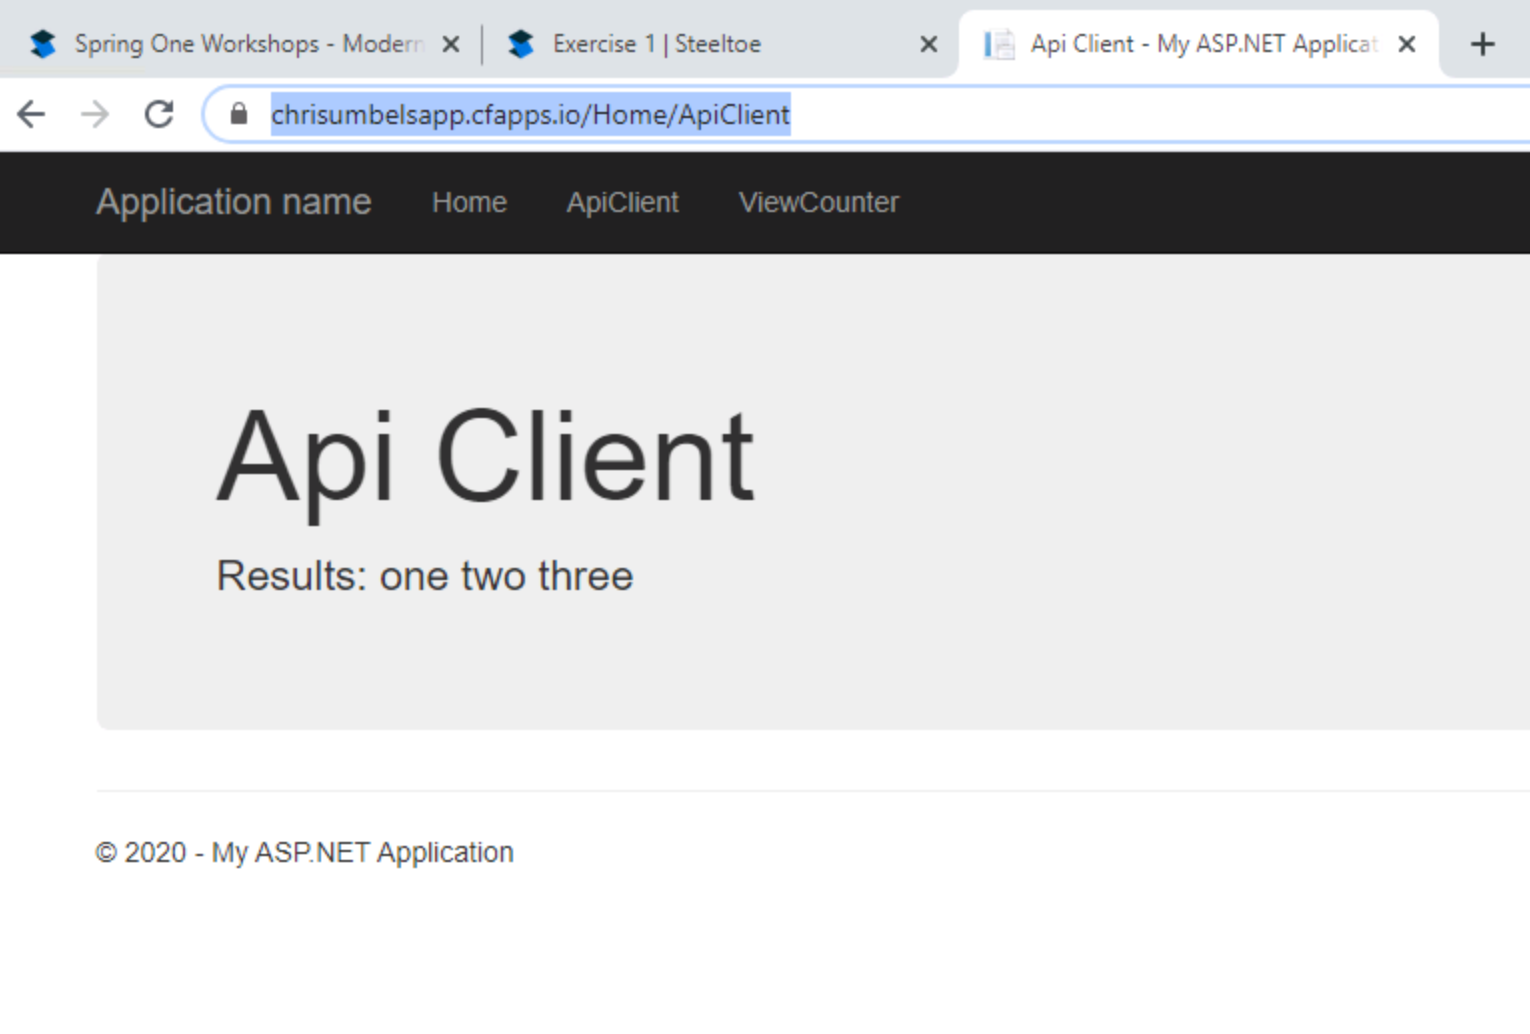 Spring One Workshops - Modern
Exercise 1 | Steeltoe
Api Client - My ASP.NET Applicat
chrisumbelsapp.cfapps.io/Home/ApiClient
Application name
Home
ApiClient
ViewCounter
Api Client
Results: one two three
© 2020 - My ASP.NET Application